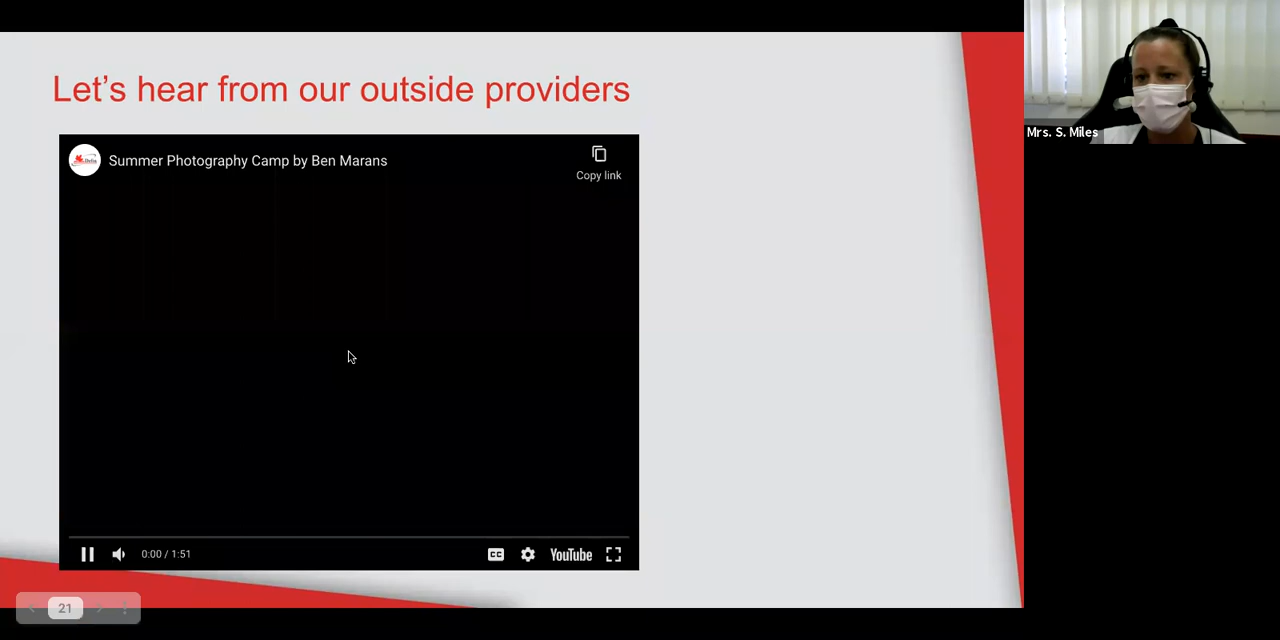 Let's hear from our outside providers
Summer Photography Camp by Ben Marans
Copy link
Mrs. S. Miles
0:00 / 1:51
CC
YouTube
21